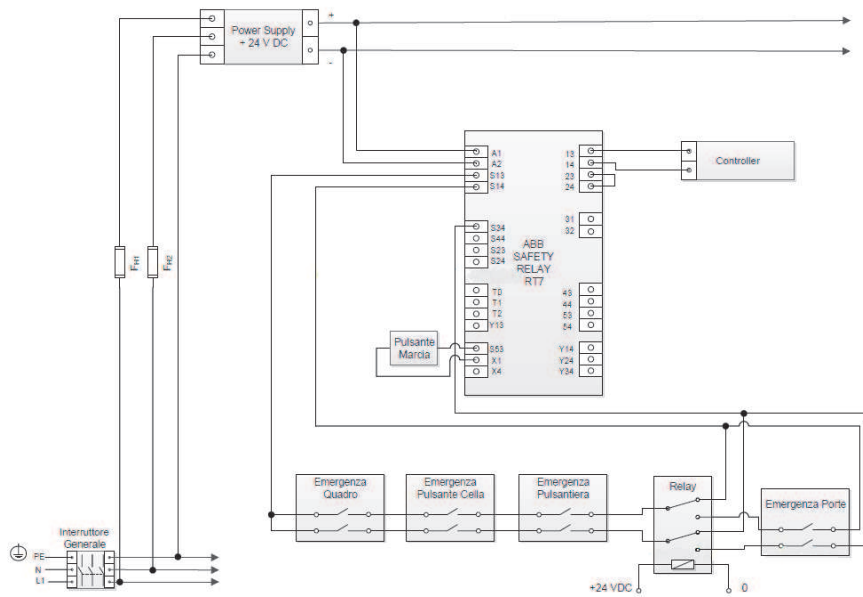 Power Supply
+ 24 V DC
+
-
A1
A2
S13
S14
13
14
23
24
Controller
S34
S44
S23
S24
31
32
ABB
SAFETY
RELAY
RT7
FH1
FH2
T0
T1
T2
Y13
43
44
53
54
Pulsante
Marcia
S53
X1
X4
Y14
Y24
Y34
Emergenza
Quadro
Emergenza
Pulsante Cella
Emergenza
Pulsantiera
Relay
Emergenza Porte
Interruttore
Generale
PE
N
L1
+24 VDC
0